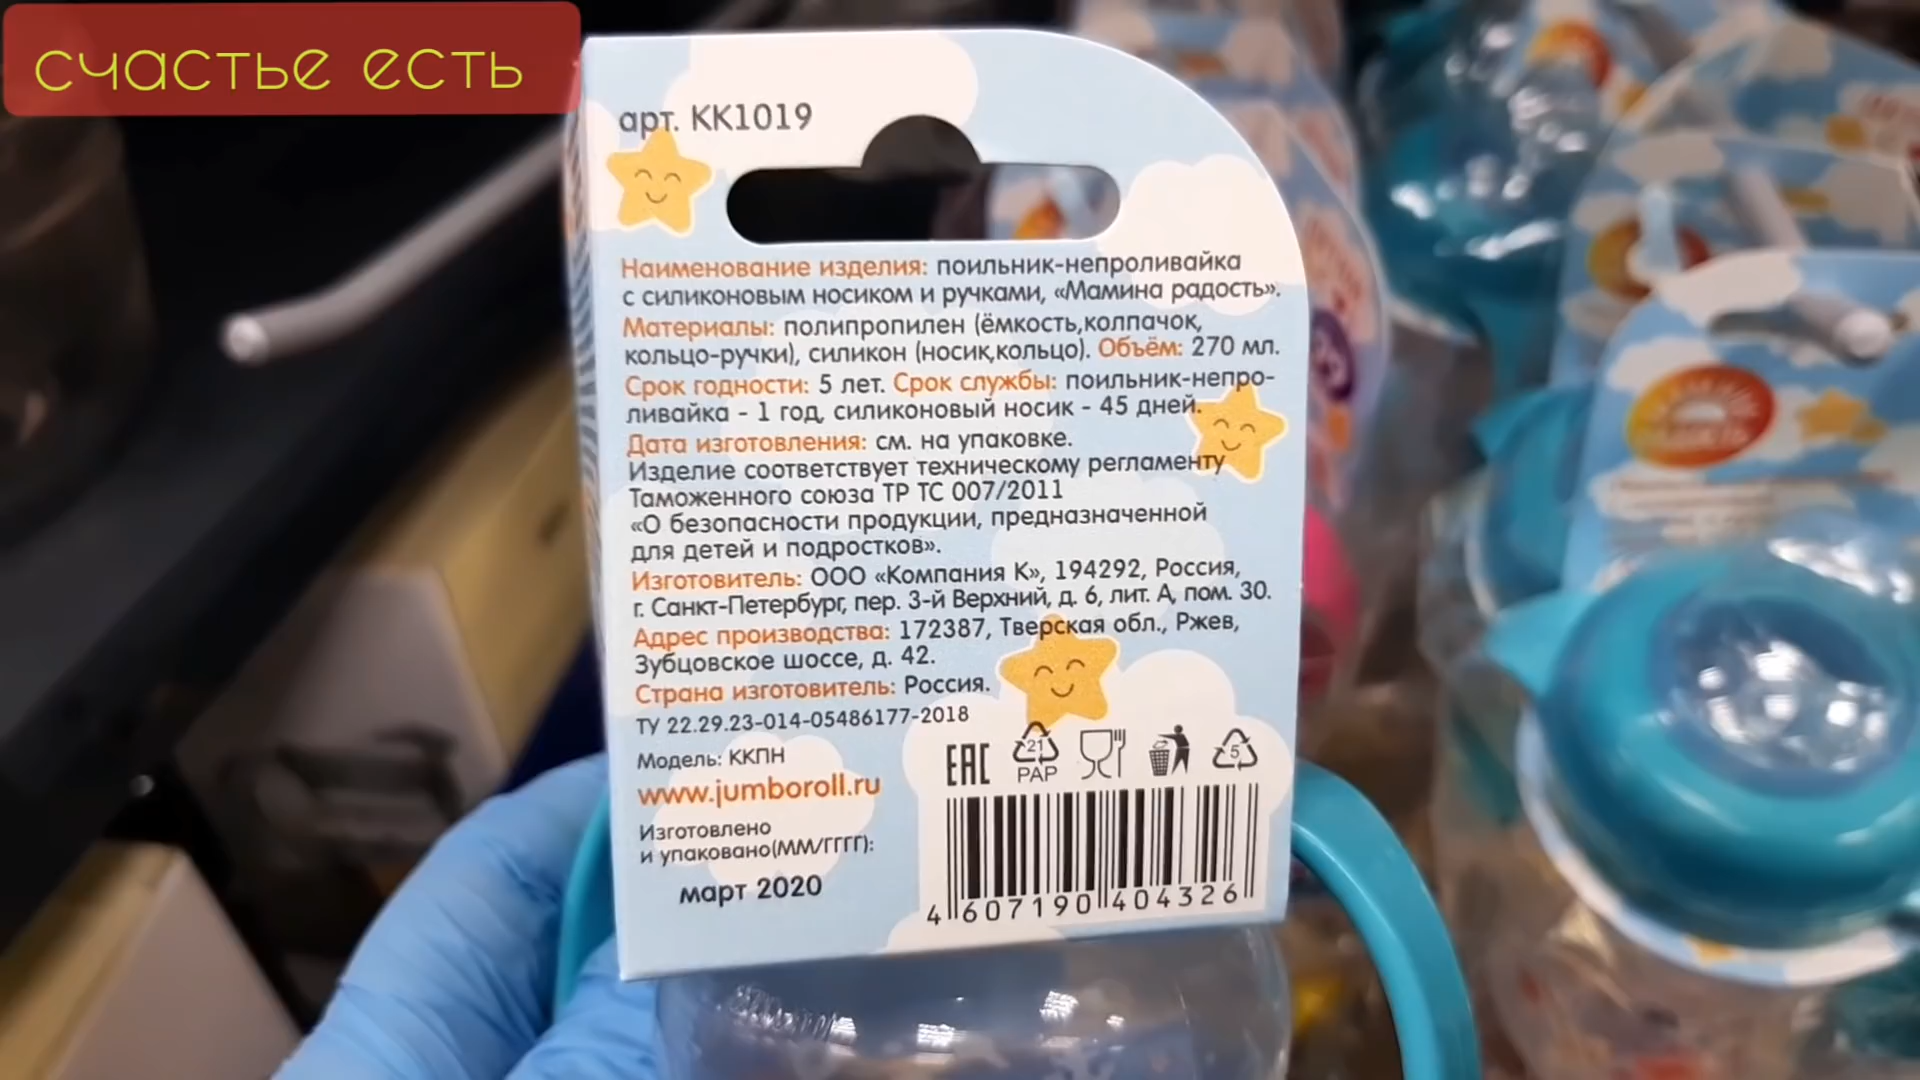 счастье есть
арт. КК1019
Наименование изделия: поильник-непроливайка
с силиконовым носиком и ручками, «Мамина радость».
Материалы: полипропилен (ёмкость,колпачок,
кольцо-ручки), силикон (носик,кольцо). Объём: 270 мл.
Срок годности: 5 лет. Срок службы: поильник-непро-
ливайка - 1 год, силиконовый носик - 45 дней.
Дата изготовления: см. на упаковке.
Изделие соответствует техническому регламенту
Таможенного союза ТР ТС 007/2011
«О безопасности продукции, предназначенной
для детей и подростков».
Изготовитель: ООО «Компания К», 194292, Россия,
г. Санкт-Петербург, пер. 3-й Верхний, д. 6, лит. А, пом. 30.
Адрес производства: 172387, Тверская обл., Ржев,
Зубцовское шоссе, д. 42.
Страна изготовитель: Россия.
ТУ 22.29.23-014-05486177-2018
Модель: ККПН
www.jumboroll.ru
Изготовлено
и упаковано(ММ/ГГГГ):
март 2020
ЕАС
21
PAP
5
4 607190 404326